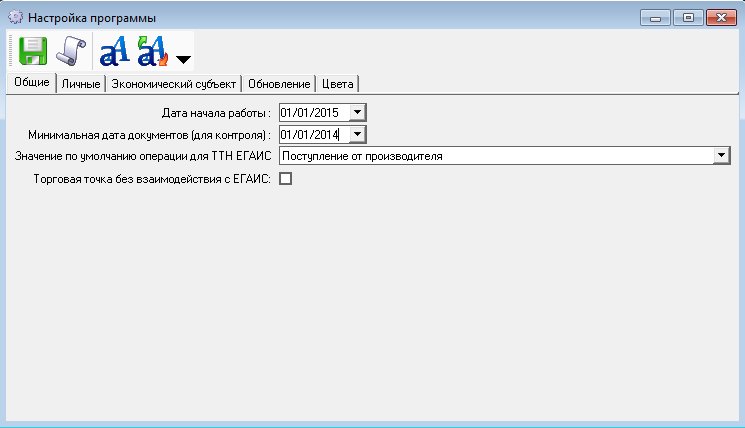 Настройка программы
Общие Личные Экономический субъект Обновление Цвета
Дата начала работы : 01/01/2015
Минимальная дата документов (для контроля) : 01/01/2014
Значение по умолчанию операции для ТТН ЕГАИС Поступление от производителя
Торговая точка без взаимодействия с ЕГАИС: